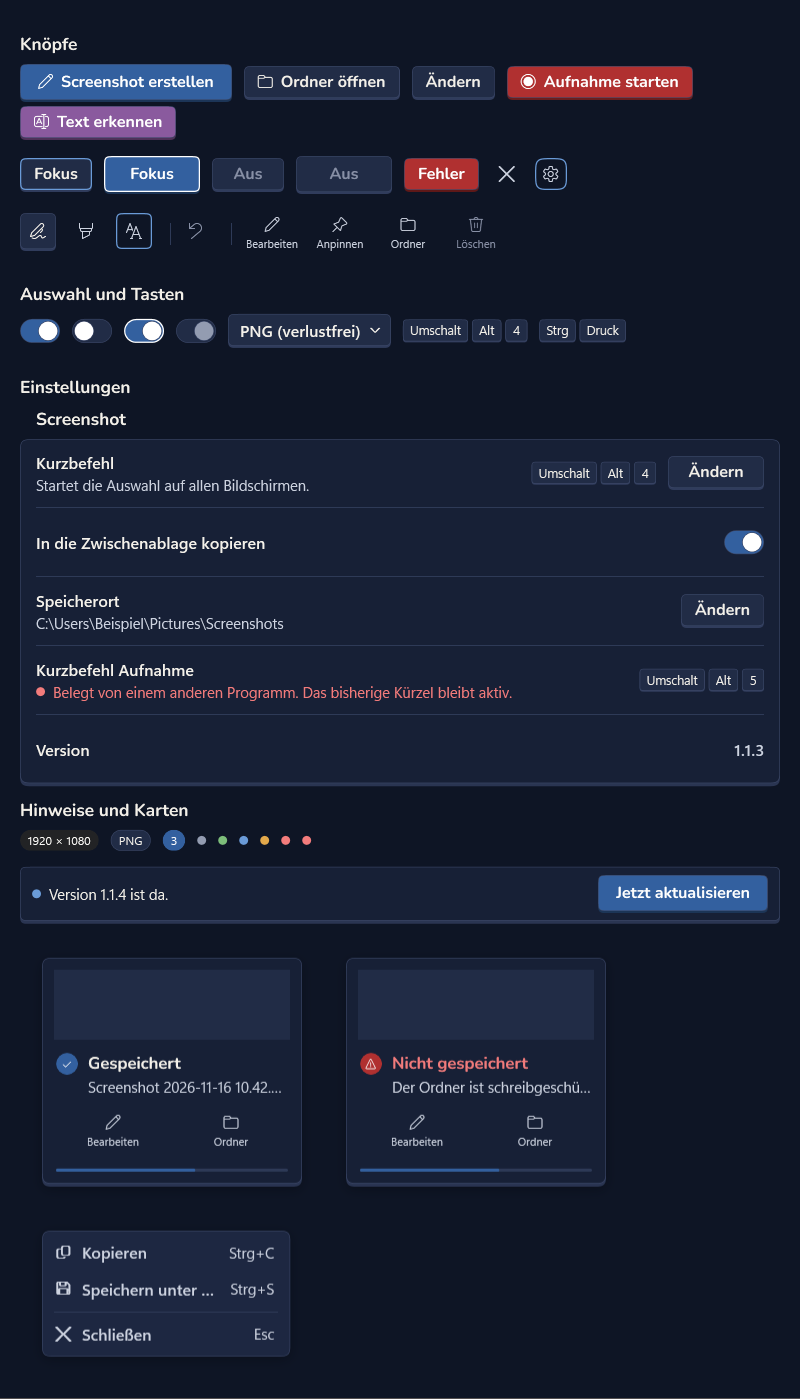 Knöpfe
Screenshot erstellen Ordner öffnen Ändern Aufnahme starten
Text erkennen
Fokus Fokus Aus Aus Fehler
Bearbeiten Anpinnen Ordner Löschen
Auswahl und Tasten
PNG (verlustfrei) Umschalt Alt 4 Strg Druck
Einstellungen
Screenshot
Kurzbefehl
Startet die Auswahl auf allen Bildschirmen.
Umschalt Alt 4 Ändern
In die Zwischenablage kopieren
Speicherort
C:\Users\Beispiel\Pictures\Screenshots
Ändern
Kurzbefehl Aufnahme
Belegt von einem anderen Programm. Das bisherige Kürzel bleibt aktiv.
Umschalt Alt 5
Version 1.1.3
Hinweise und Karten
1920 × 1080 PNG 3
Version 1.1.4 ist da. Jetzt aktualisieren
Gespeichert
Screenshot 2026-11-16 10.42....
Bearbeiten Ordner
Nicht gespeichert
Der Ordner ist schreibgeschü...
Bearbeiten Ordner
Kopieren Strg+C
Speichern unter ... Strg+S
Schließen Esc